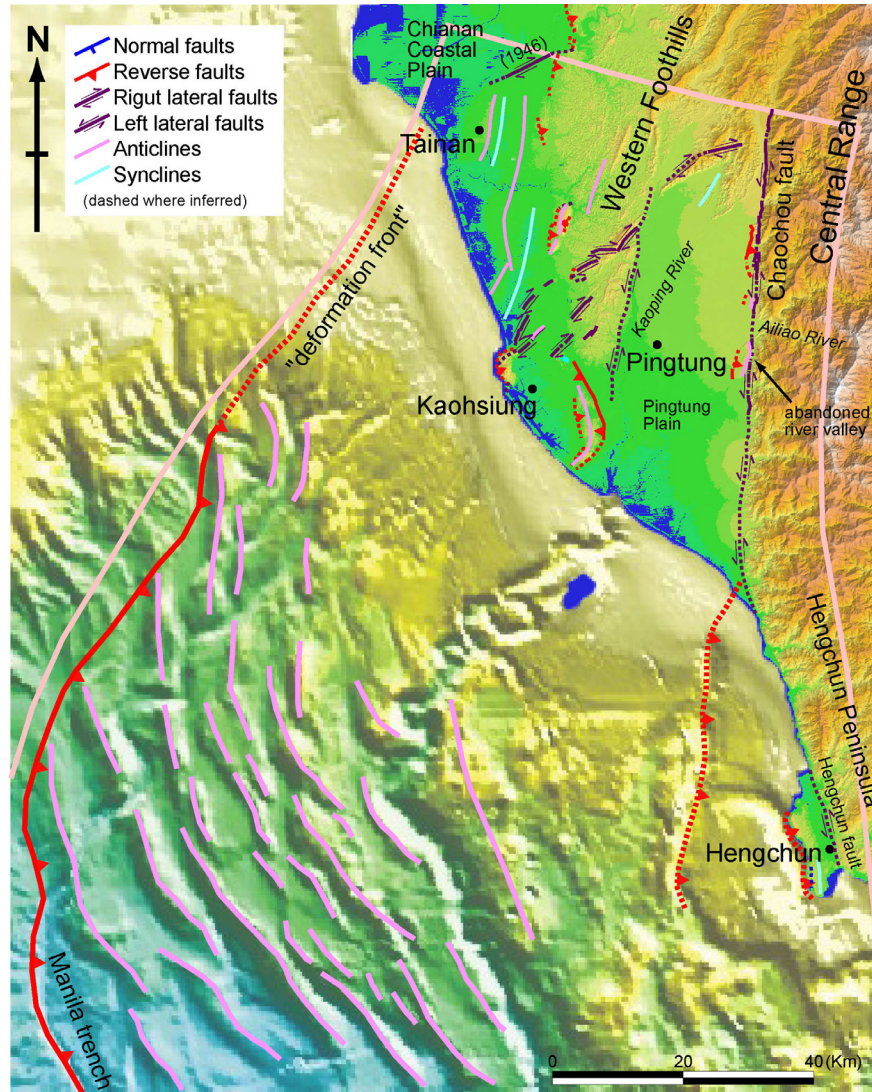 N
Normal faults
Reverse faults
Rigut lateral faults
Left lateral faults
Anticlines
Synclines
(dashed where inferred)
Chianan
Coastal
Plain
(1946)
Tainan
Western Foothills
Central Range
Chaochou fault
"deformation front"
Kaoping River
Ailiao River
Pingtung
Kaohsiung
Pingtung
Plain
abandoned
river valley
Hengchun Peninsula
Hengchun fault
Hengchun
Manila trench
0 20 40 (Km)